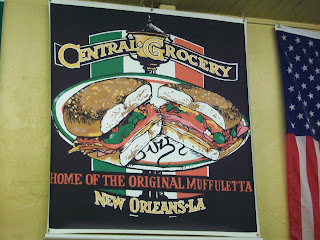 Central Grocery
HOME OF THE ORIGINAL MUFFULETTA
NEW ORLEANS-LA